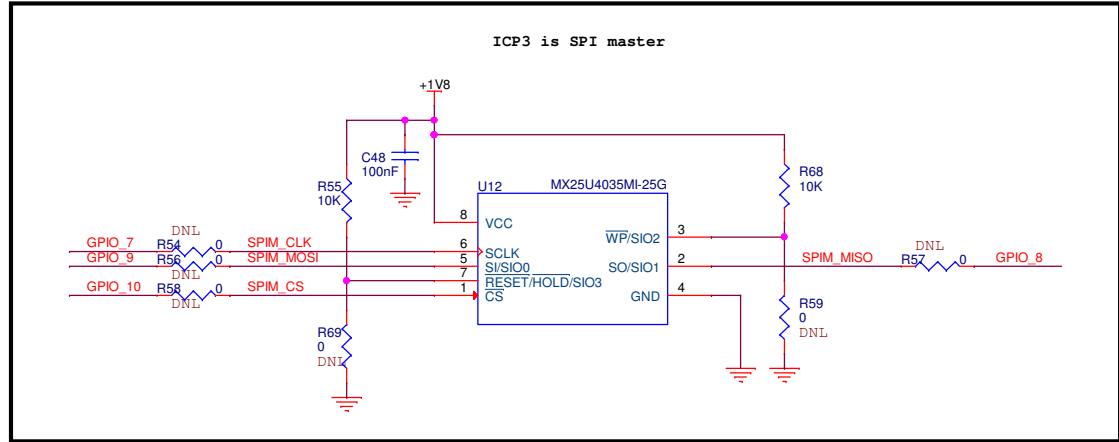 ICP3 is SPI master
+1V8
C48
100nF
R55
10K
R68
10K
U12 MX25U4035MI-25G
8 VCC
DNL
GPIO_7 R54 0 SPIM_CLK 6 SCLK
GPIO_9 R56 0 SPIM_MOSI 5 SI/SIO0
7 RESET/HOLD/SIO3
GPIO_10 R58 0 SPIM_CS 1 CS
DNL
WP/SIO2 3
DNL
SO/SIO1 2 SPIM_MISO R57 0 GPIO_8
GND 4
R69
0
DNL
R59
0
DNL